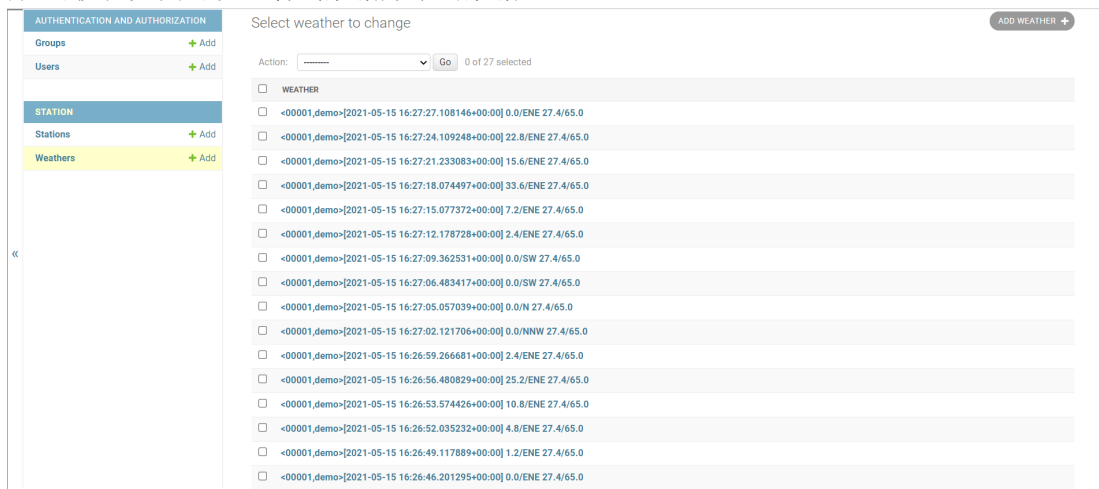 AUTHENTICATION AND AUTHORIZATION
Groups + Add
Users + Add
STATION
Stations + Add
Weathers + Add
«
Select weather to change
ADD WEATHER +
Action: --------- Go 0 of 27 selected
WEATHER
<00001,demo>[2021-05-15 16:27:27.108146+00:00] 0.0/ENE 27.4/65.0
<00001,demo>[2021-05-15 16:27:24.109248+00:00] 22.8/ENE 27.4/65.0
<00001,demo>[2021-05-15 16:27:21.233083+00:00] 15.6/ENE 27.4/65.0
<00001,demo>[2021-05-15 16:27:18.074497+00:00] 33.6/ENE 27.4/65.0
<00001,demo>[2021-05-15 16:27:15.077372+00:00] 7.2/ENE 27.4/65.0
<00001,demo>[2021-05-15 16:27:12.178728+00:00] 2.4/ENE 27.4/65.0
<00001,demo>[2021-05-15 16:27:09.362531+00:00] 0.0/SW 27.4/65.0
<00001,demo>[2021-05-15 16:27:06.483417+00:00] 0.0/SW 27.4/65.0
<00001,demo>[2021-05-15 16:27:05.057039+00:00] 0.0/N 27.4/65.0
<00001,demo>[2021-05-15 16:27:02.121706+00:00] 0.0/NNW 27.4/65.0
<00001,demo>[2021-05-15 16:26:59.266681+00:00] 2.4/ENE 27.4/65.0
<00001,demo>[2021-05-15 16:26:56.480829+00:00] 25.2/ENE 27.4/65.0
<00001,demo>[2021-05-15 16:26:53.574426+00:00] 10.8/ENE 27.4/65.0
<00001,demo>[2021-05-15 16:26:52.035232+00:00] 4.8/ENE 27.4/65.0
<00001,demo>[2021-05-15 16:26:49.117889+00:00] 1.2/ENE 27.4/65.0
<00001,demo>[2021-05-15 16:26:46.201295+00:00] 0.0/ENE 27.4/65.0